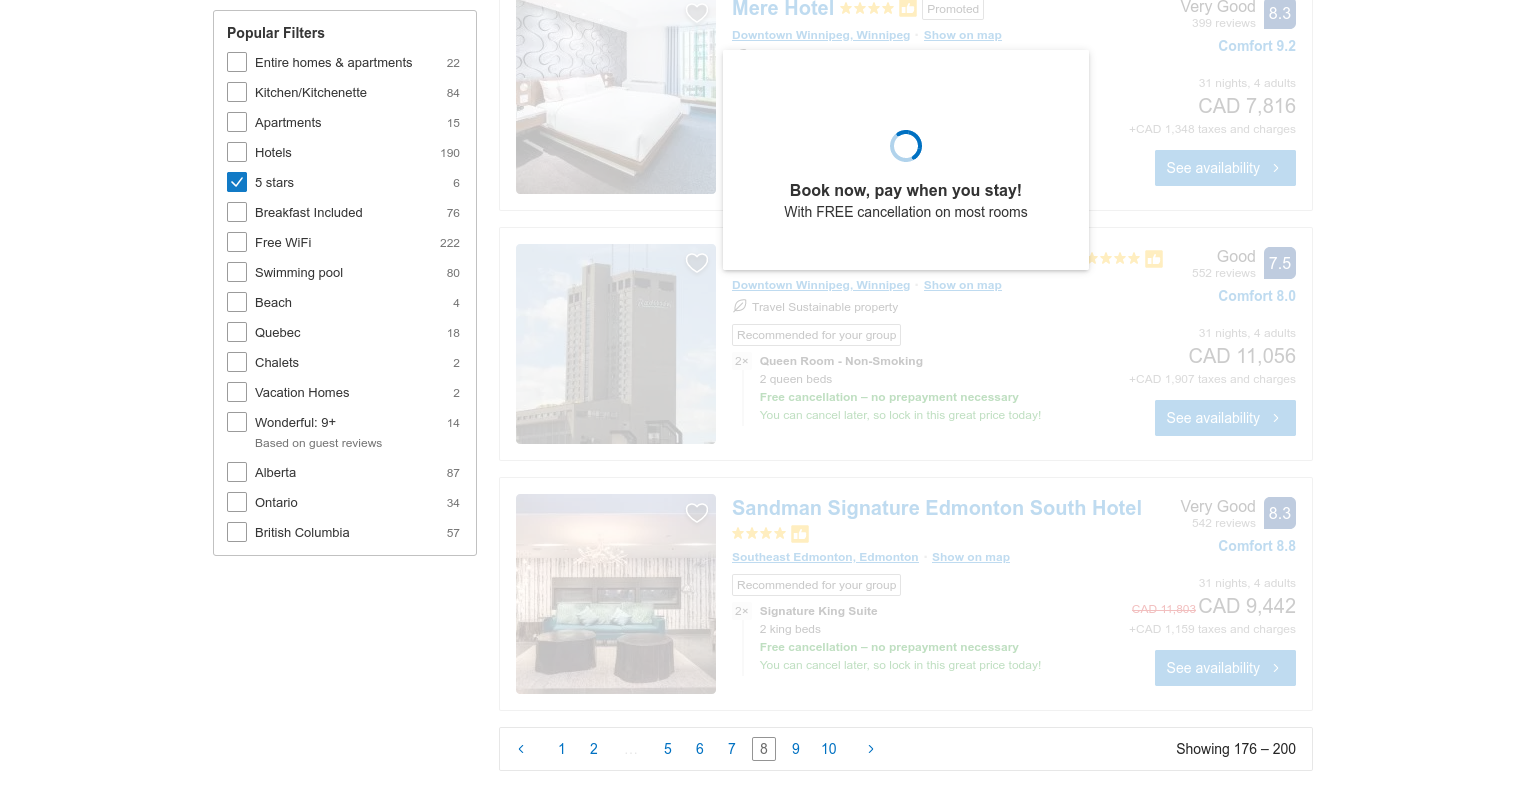 Popular Filters
Entire homes & apartments 22
Kitchen/Kitchenette 84
Apartments 15
Hotels 190
5 stars 6
Breakfast Included 76
Free WiFi 222
Swimming pool 80
Beach 4
Quebec 18
Chalets 2
Vacation Homes 2
Wonderful: 9+ 14
Based on guest reviews
Alberta 87
Ontario 34
British Columbia 57
Mere Hotel Promoted
Downtown Winnipeg, Winnipeg · Show on map
Very Good 8.3
399 reviews
Comfort 9.2
31 nights, 4 adults
CAD 7,816
+CAD 1,348 taxes and charges
See availability
Book now, pay when you stay!
With FREE cancellation on most rooms
Good 7.5
552 reviews
Comfort 8.0
Downtown Winnipeg, Winnipeg · Show on map
Travel Sustainable property
Recommended for your group
2× Queen Room - Non-Smoking
2 queen beds
Free cancellation – no prepayment necessary
You can cancel later, so lock in this great price today!
31 nights, 4 adults
CAD 11,056
+CAD 1,907 taxes and charges
See availability
Sandman Signature Edmonton South Hotel
Very Good 8.3
542 reviews
Comfort 8.8
Southeast Edmonton, Edmonton · Show on map
Recommended for your group
2× Signature King Suite
2 king beds
Free cancellation – no prepayment necessary
You can cancel later, so lock in this great price today!
31 nights, 4 adults
CAD 11,803 CAD 9,442
+CAD 1,159 taxes and charges
See availability
1 2 … 5 6 7 8 9 10
Showing 176 – 200